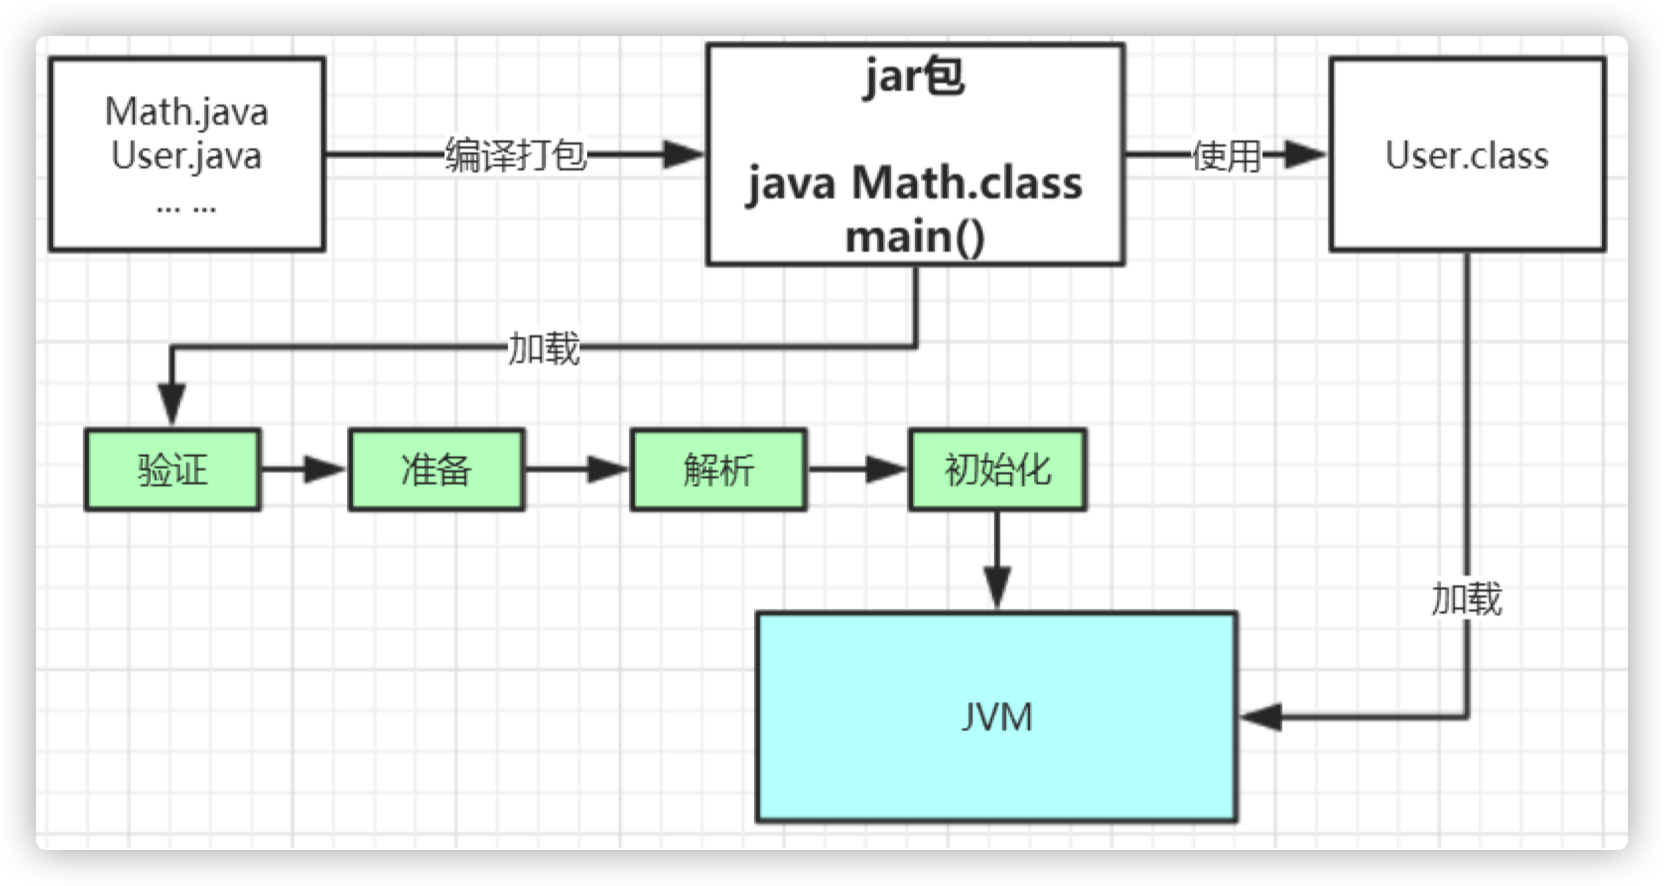 Math.java
User.java
... ...
编译打包
jar包
java Math.class
main()
使用
User.class
加载
验证
准备
解析
初始化
加载
JVM